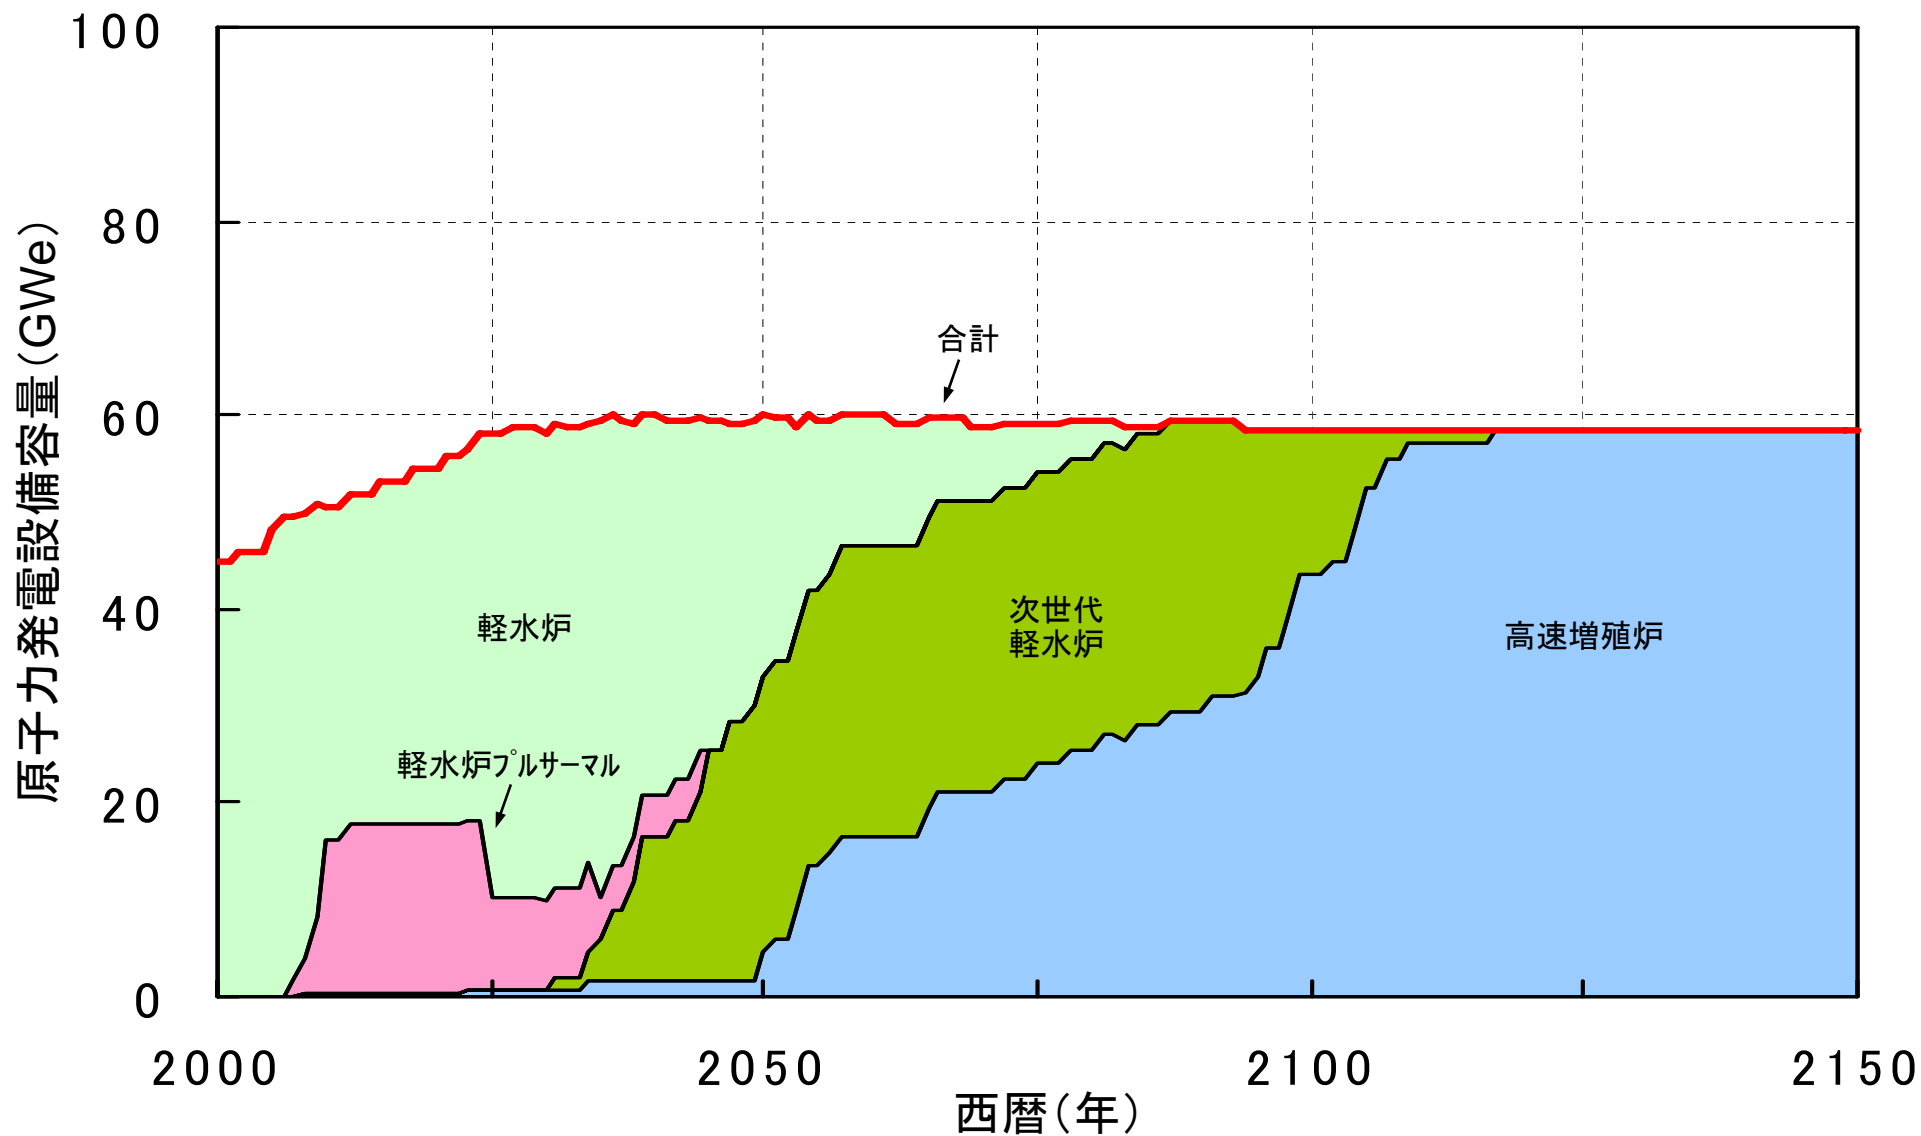 100
80
60
40
20
0
原子力発電設備容量(GWe)
合計
軽水炉
次世代
軽水炉
高速増殖炉
軽水炉ﾌﾟﾙｻｰﾏﾙ
2000
2050
2100
2150
西暦(年)